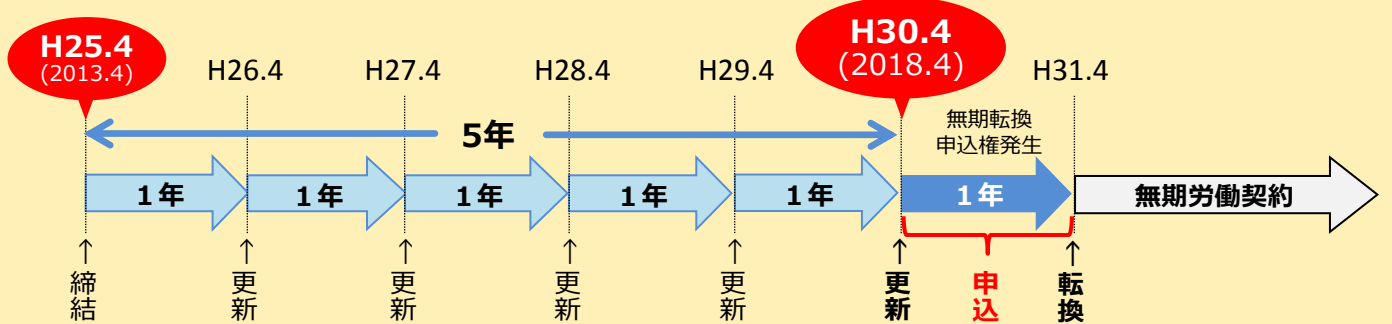 H25.4
(2013.4)
H26.4
H27.4
H28.4
H29.4
H30.4
(2018.4)
H31.4
5年
無期転換
申込権発生
1年
1年
1年
1年
1年
1年
無期労働契約
↑締結
↑更新
↑更新
↑更新
↑更新
↑更新
申込
↑転換